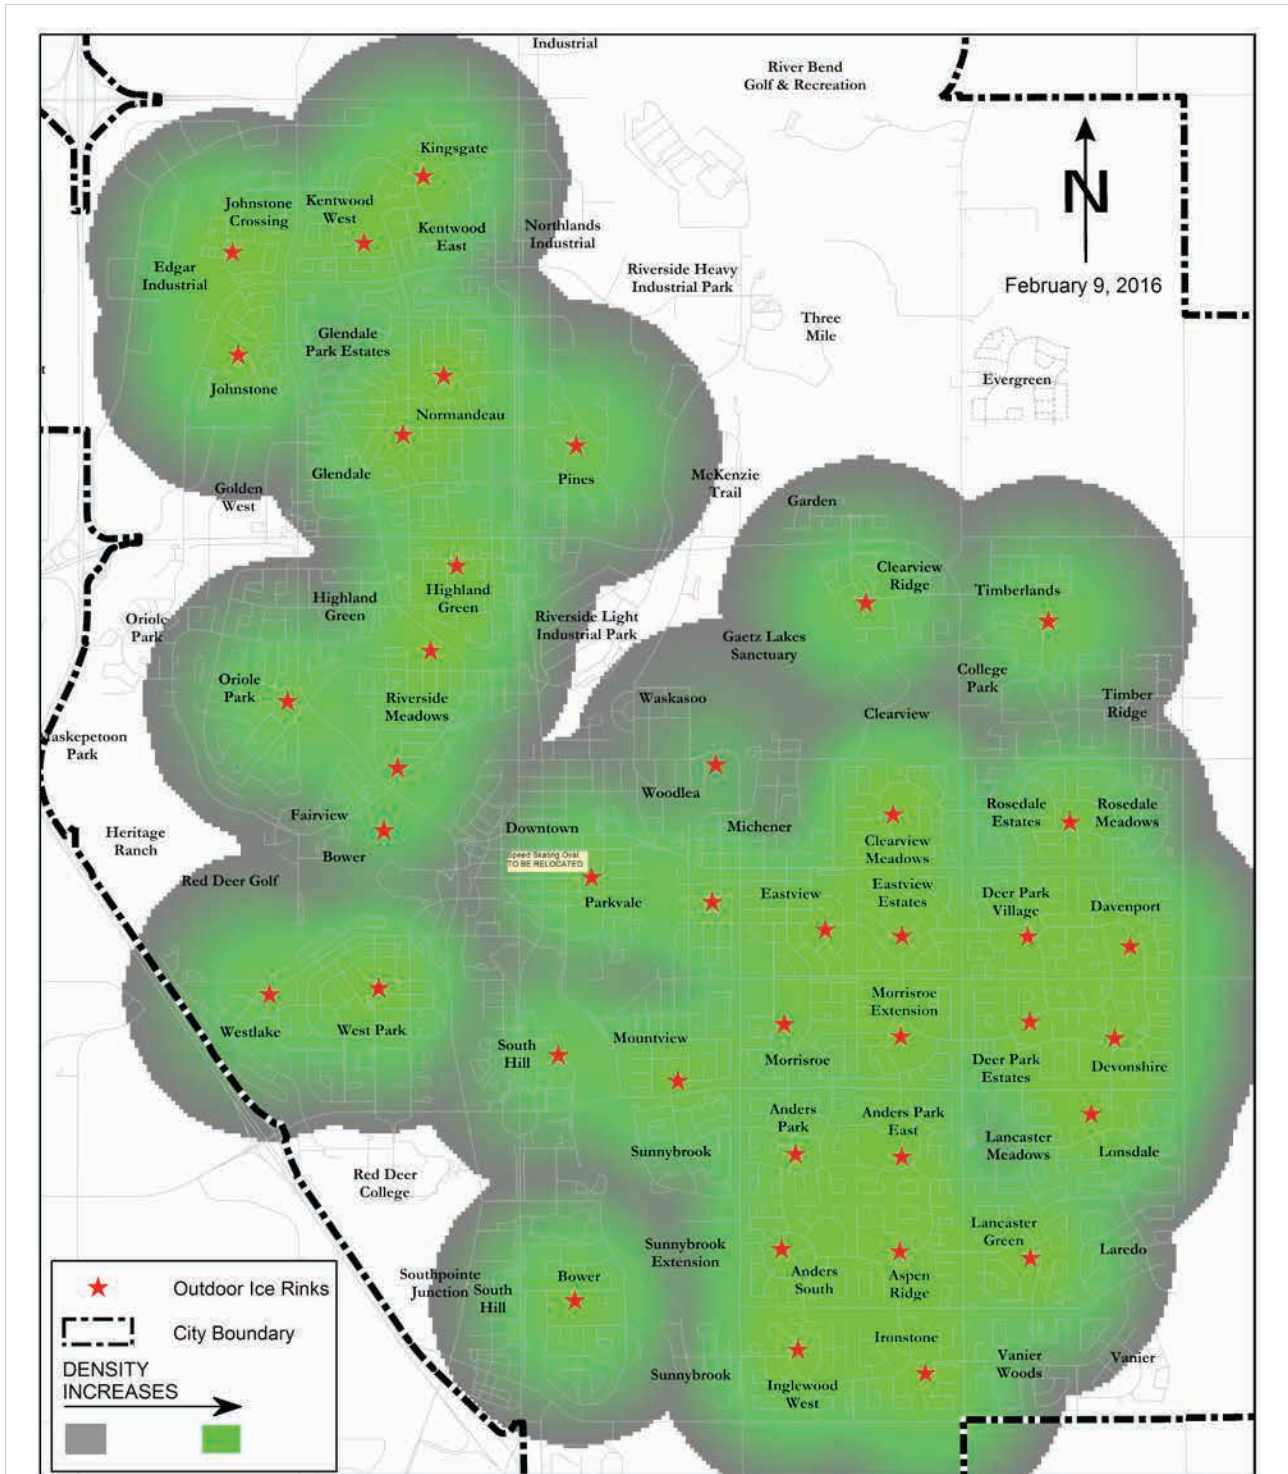 Industrial
River Bend
Golf & Recreation
Kingsgate
N
Johnstone
Crossing
Kentwood
West
Kentwood
East
Northlands
Industrial
Edgar
Industrial
Riverside Heavy
Industrial Park
February 9, 2016
Glendale
Park Estates
Three
Mile
t
Johnstone
Evergreen
Normandeau
Glendale
Pines
McKenzie
Trail
Golden
West
Garden
Clearview
Ridge
Timberlands
Highland
Green
Highland
Green
Oriole
Park
Riverside Light
Industrial Park
Gaetz Lakes
Sanctuary
College
Park
Oriole
Park
Riverside
Meadows
Waskasoo
Timber
Ridge
Clearview
askepetoon
Park
Woodlea
Fairview
Downtown
Michener
Rosedale
Estates
Rosedale
Meadows
Heritage
Ranch
Bower
Clearview
Meadows
Speed Skating Oval
TO BE RELOCATED
Red Deer Golf
Parkvale
Eastview
Eastview
Estates
Deer Park
Village
Davenport
Morrisroe
Extension
Westlake
West Park
South
Hill
Mountview
Morrisroe
Deer Park
Estates
Devonshire
Anders
Park
Anders Park
East
Sunnybrook
Lancaster
Meadows
Lonsdale
Red Deer
College
Lancaster
Green
Sunnybrook
Extension
Laredo
Southpointe
Junction
South
Hill
Bower
Anders
South
Aspen
Ridge
Outdoor Ice Rinks
City Boundary
Ironstone
Vanier
Woods
Vanier
DENSITY
INCREASES
Sunnybrook
Inglewood
West